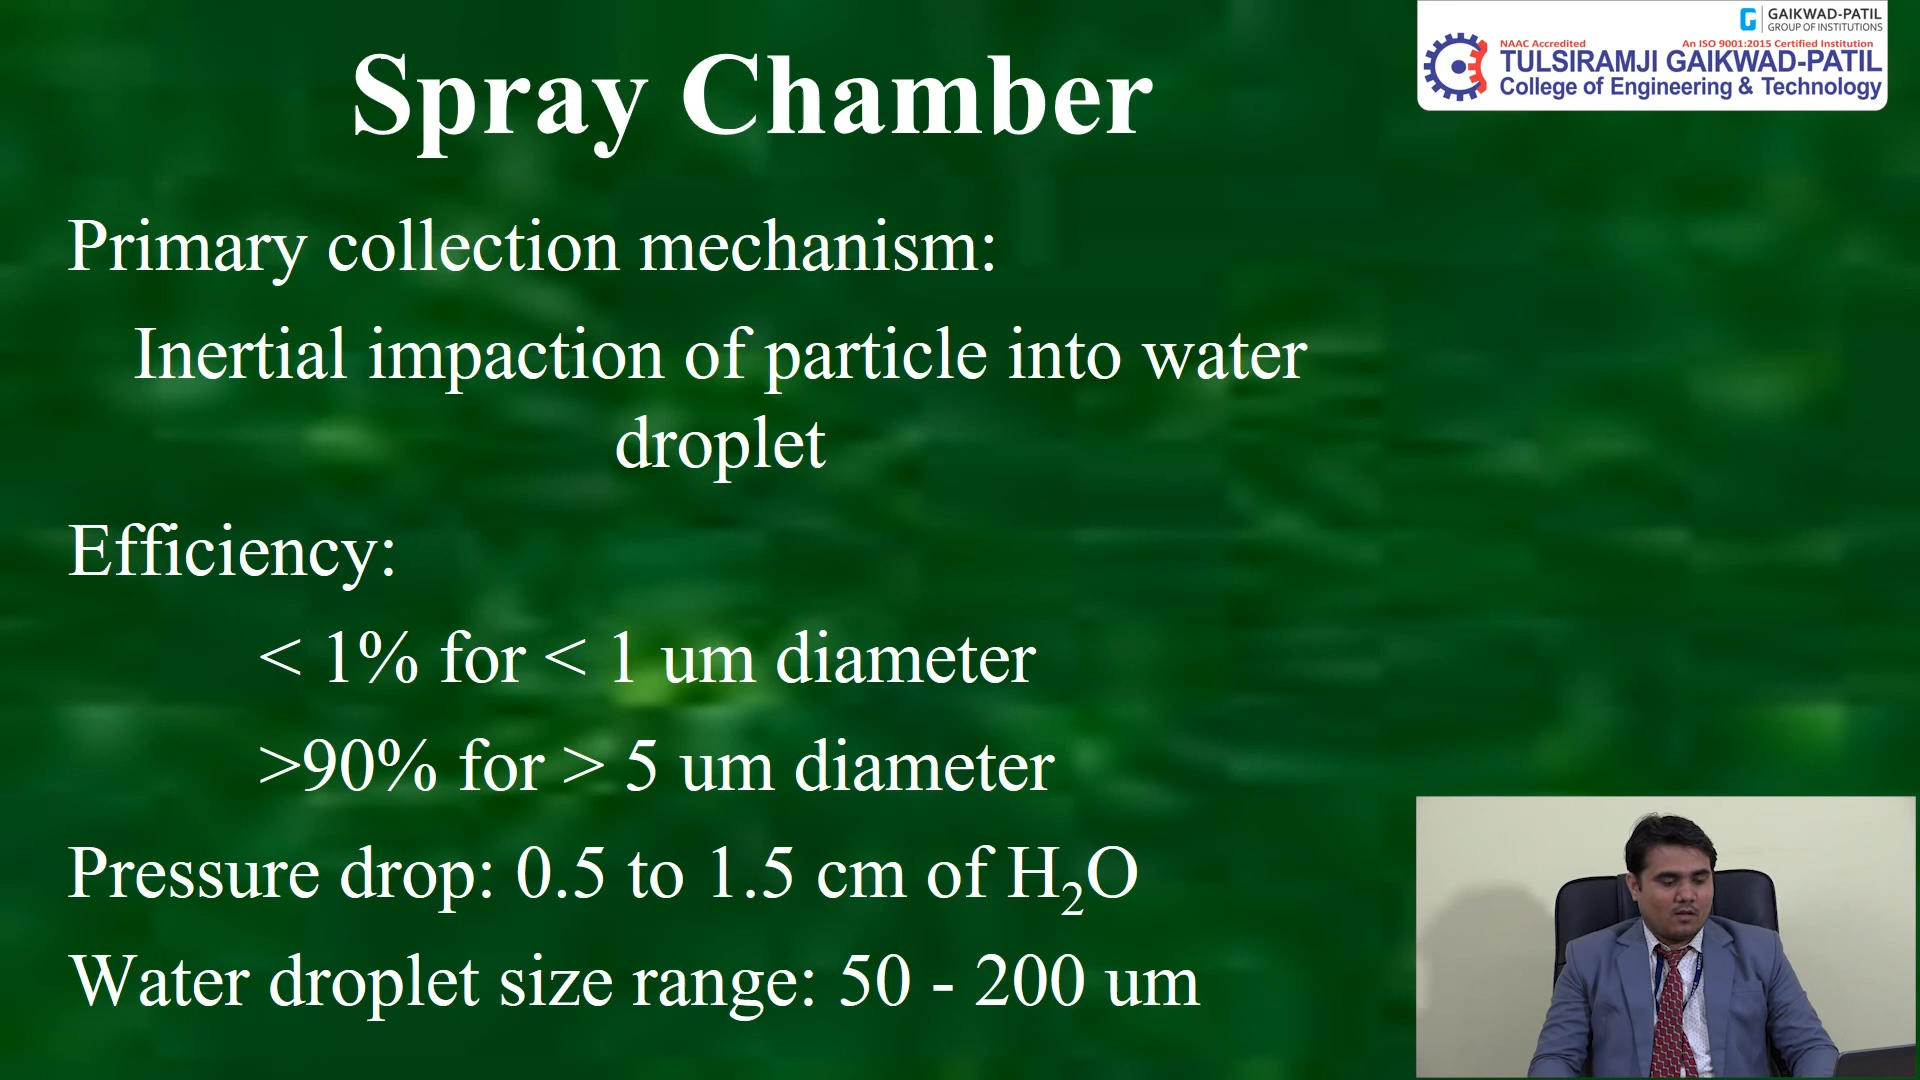 Spray Chamber
GAIKWAD-PATIL
GROUP OF INSTITUTIONS
NAAC Accredited An ISO 9001:2015 Certified Institution
TULSIRAMJI GAIKWAD-PATIL
College of Engineering & Technology
Primary collection mechanism:
Inertial impaction of particle into water
droplet
Efficiency:
< 1% for < 1 um diameter
>90% for > 5 um diameter
Pressure drop: 0.5 to 1.5 cm of H₂O
Water droplet size range: 50 - 200 um